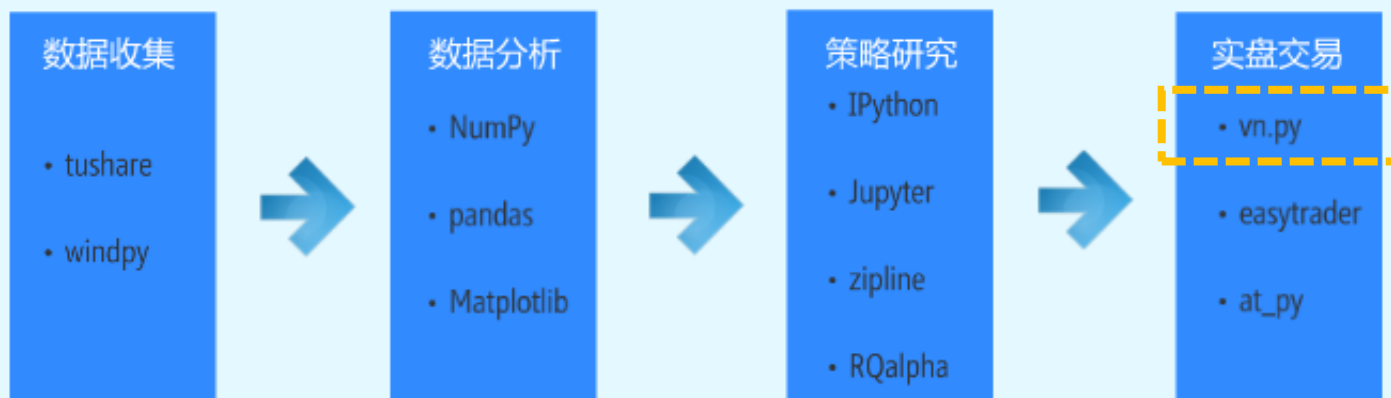 数据收集
• tushare
• windpy
数据分析
• NumPy
• pandas
• Matplotlib
策略研究
• IPython
• Jupyter
• zipline
• RQalpha
实盘交易
• vn.py
• easytrader
• at_py